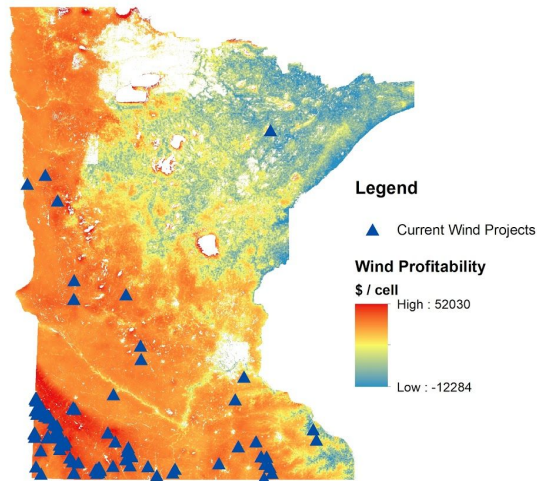 Legend
Current Wind Projects
Wind Profitability
$ / cell
High : 52030
Low : -12284